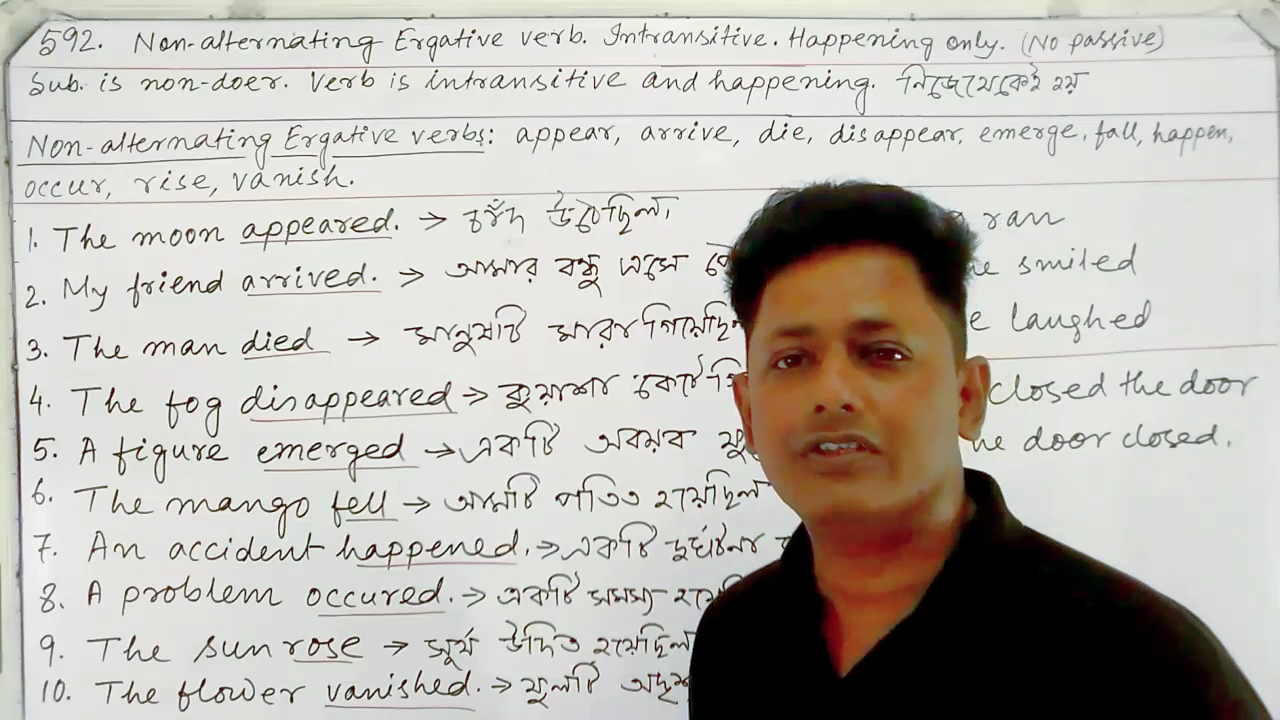 592. Non-alternating Ergative verb. Intransitive. Happening only. (No passive)
Sub. is non-doer. Verb is intransitive and happening. নিজে থেকেই হয়
Non-alternating Ergative verbs: appear, arrive, die, disappear, emerge, fall, happen,
occur, rise, vanish.
1. The moon appeared. → চাঁদ উঠেছিল।
ran
2. My friend arrived. → আমার বন্ধু এসে
smiled
3. The man died → মানুষটি মারা গিয়েছিল
laughed
4. The fog disappeared → কুয়াশা কেটে
closed the door
5. A figure emerged → একটি অবয়ব
door closed.
6. The mango fell → আমটি পতিত হয়েছিল
7. An accident happened. → একটি দুর্ঘটনা
8. A problem occured. → একটি সমস্যা
9. The sun rose → সূর্য উদিত হয়েছিল
10. The flower vanished. → ফুলটি